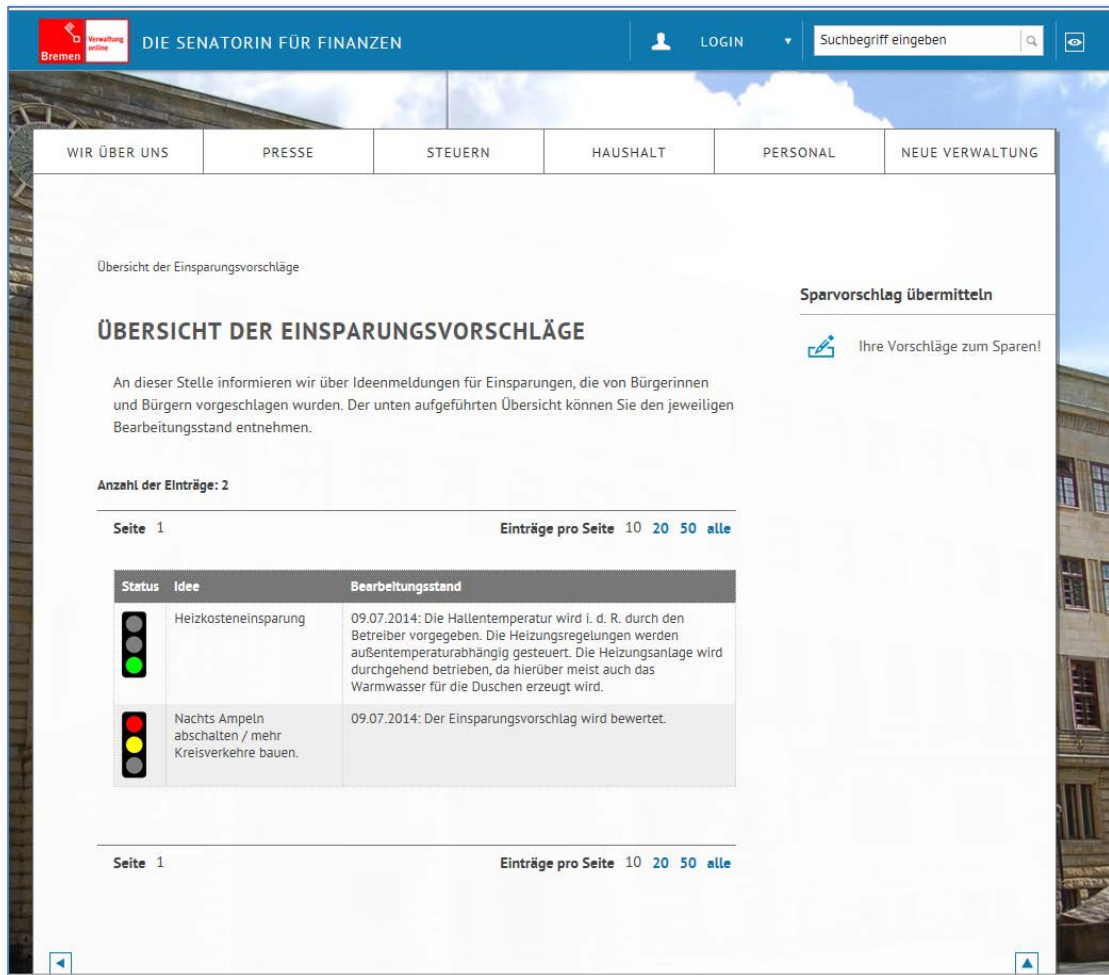 Bremen
Verwaltung
online
DIE SENATORIN FÜR FINANZEN
LOGIN
Suchbegriff eingeben
WIR ÜBER UNS
PRESSE
STEUERN
HAUSHALT
PERSONAL
NEUE VERWALTUNG
Übersicht der Einsparungsvorschläge
ÜBERSICHT DER EINSPARUNGSVORSCHLÄGE
An dieser Stelle informieren wir über Ideenmeldungen für Einsparungen, die von Bürgerinnen
und Bürgern vorgeschlagen wurden. Der unten aufgeführten Übersicht können Sie den jeweiligen
Bearbeitungsstand entnehmen.
Sparvorschlag übermitteln
Ihre Vorschläge zum Sparen!
Anzahl der EInträge: 2
Seite 1
Einträge pro Seite 10 20 50 alle
Status Idee Bearbeitungsstand
Heizkosteneinsparung
09.07.2014: Die Hallentemperatur wird i. d. R. durch den
Betreiber vorgegeben. Die Heizungsregelungen werden
außentemperaturabhängig gesteuert. Die Heizungsanlage wird
durchgehend betrieben, da hierüber meist auch das
Warmwasser für die Duschen erzeugt wird.
Nachts Ampeln
abschalten / mehr
Kreisverkehre bauen.
09.07.2014: Der Einsparungsvorschlag wird bewertet.
Seite 1
Einträge pro Seite 10 20 50 alle